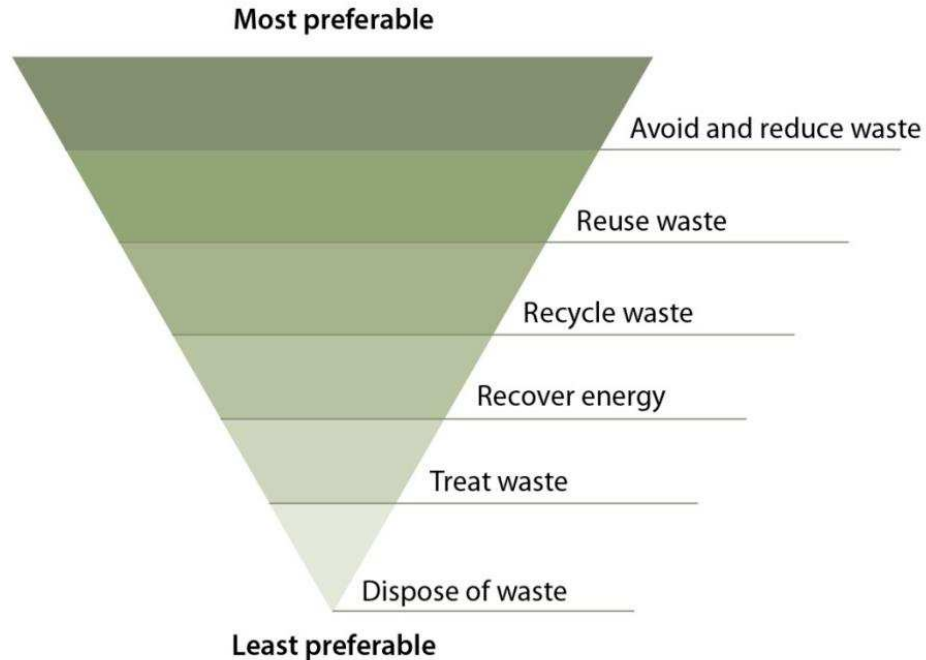 Most preferable
Avoid and reduce waste
Reuse waste
Recycle waste
Recover energy
Treat waste
Dispose of waste
Least preferable